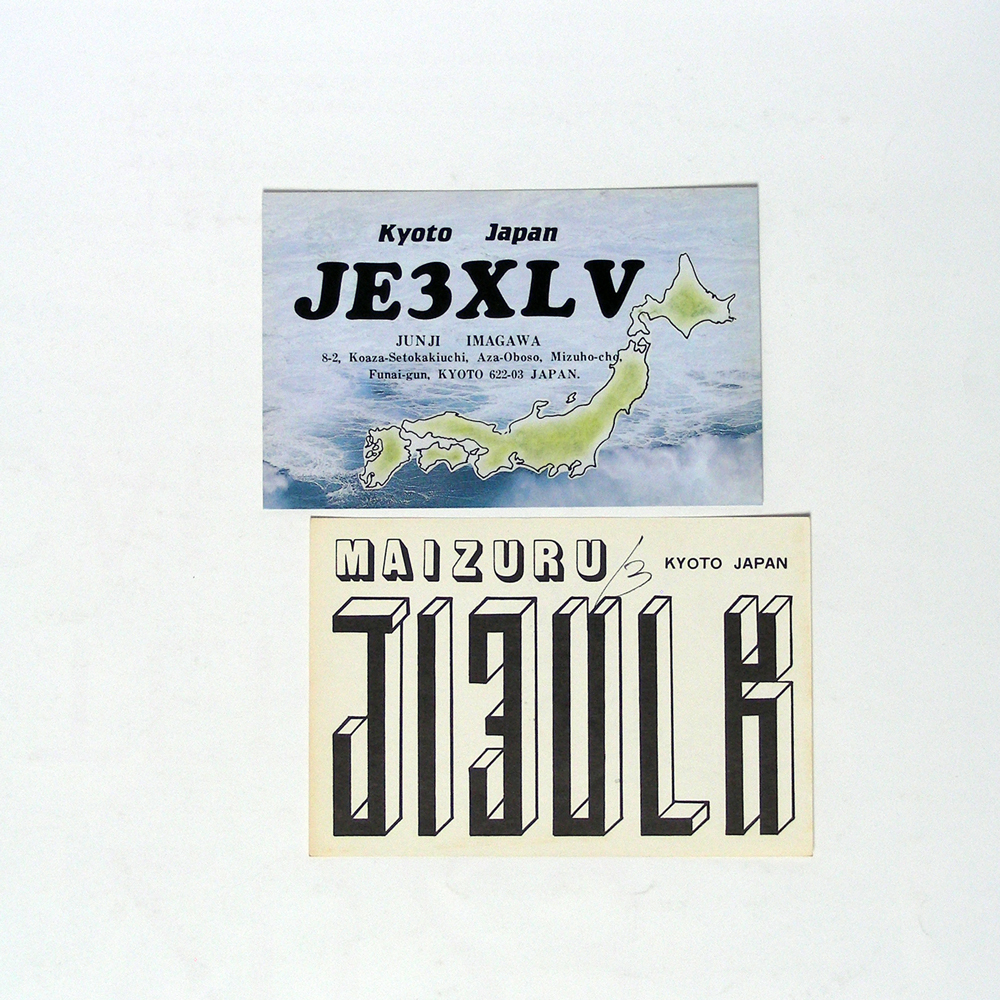 Kyoto Japan
JE3XLV
JUNJI IMAGAWA
8-2, Koaza-Setokakiuchi, Aza-Oboso, Mizuho-cho,
Funai-gun, KYOTO 622-03 JAPAN.
MAIZURU /3 KYOTO JAPAN
JI3ULK